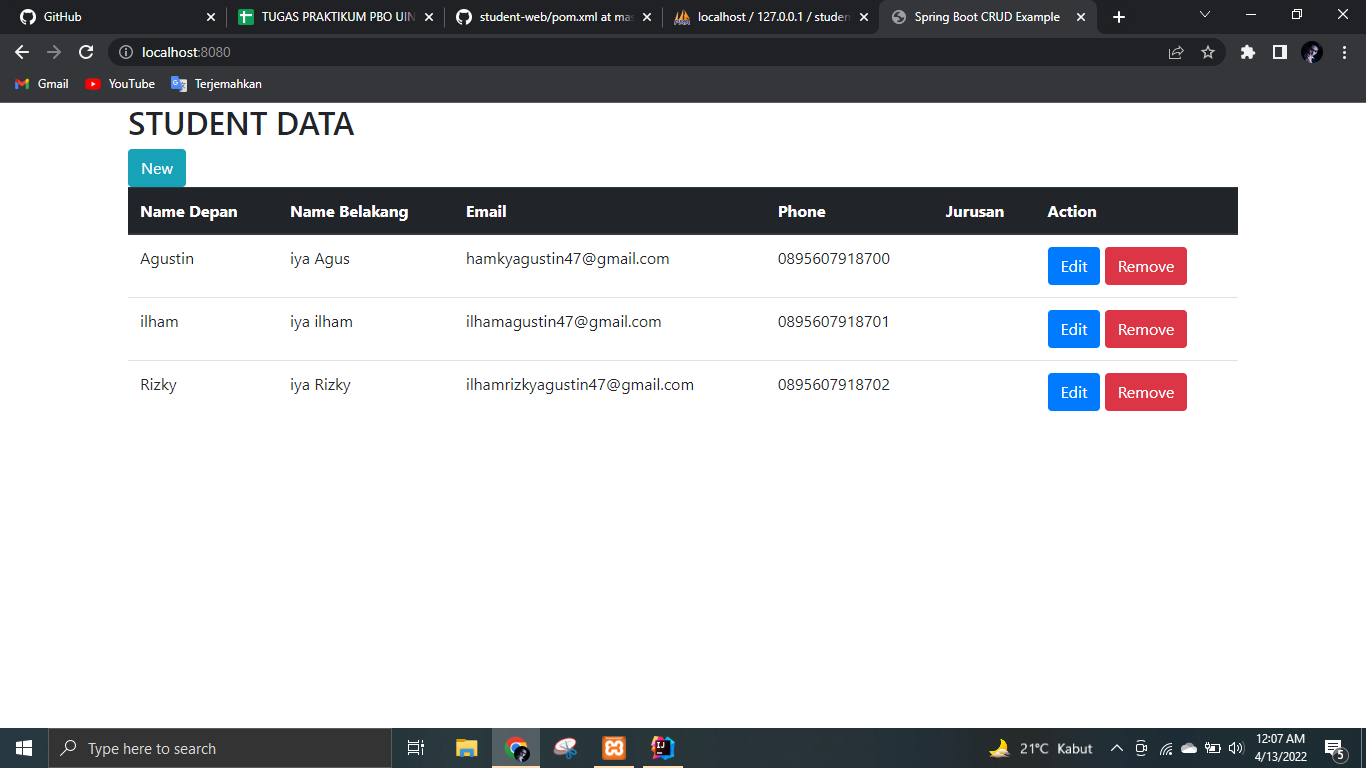 GitHub
TUGAS PRAKTIKUM PBO UIN
student-web/pom.xml at mas
localhost / 127.0.0.1 / studen
Spring Boot CRUD Example
localhost:8080
Gmail YouTube Terjemahkan
STUDENT DATA
New
Name Depan Name Belakang Email Phone Jurusan Action
Agustin iya Agus hamkyagustin47@gmail.com 0895607918700 Edit Remove
ilham iya ilham ilhamagustin47@gmail.com 0895607918701 Edit Remove
Rizky iya Rizky ilhamrizkyagustin47@gmail.com 0895607918702 Edit Remove
Type here to search
21°C Kabut
12:07 AM
4/13/2022
5